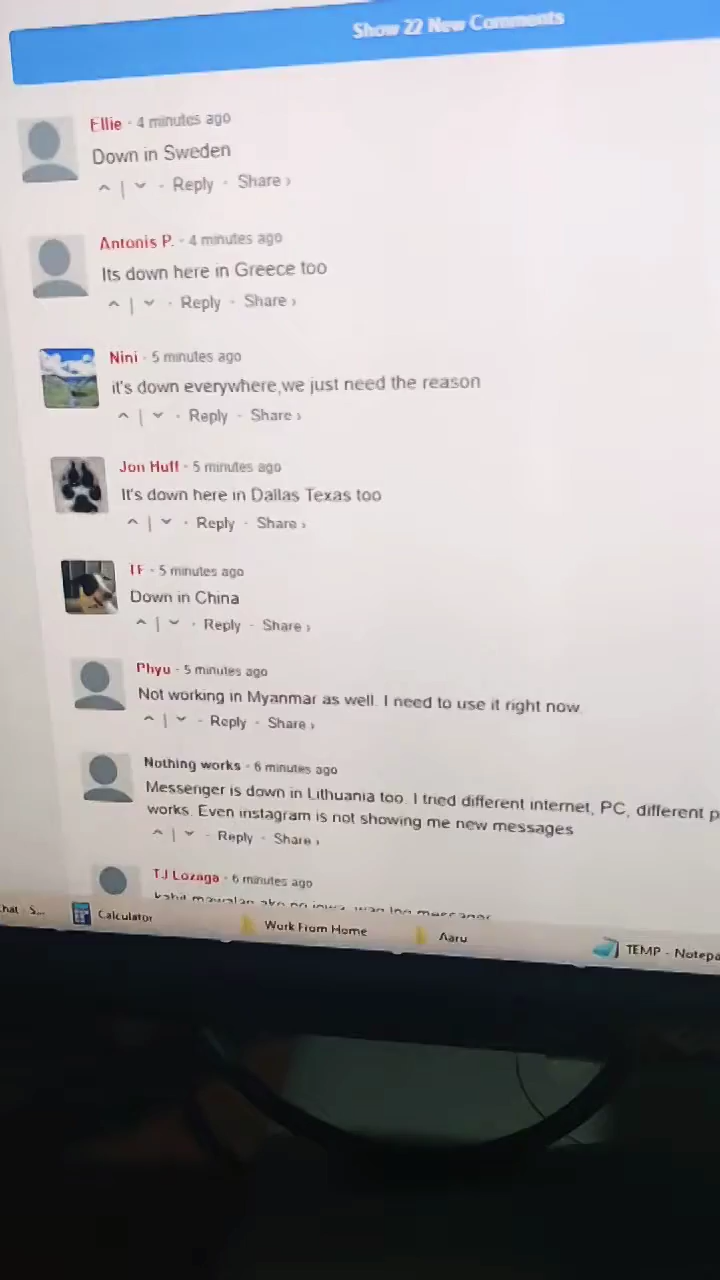 Show 22 New Comments
Ellie · 4 minutes ago
Down in Sweden
Reply · Share ›
Antonis P. · 4 minutes ago
Its down here in Greece too
Reply · Share ›
Nini · 5 minutes ago
it's down everywhere,we just need the reason
Reply · Share ›
Jon Huff · 5 minutes ago
It's down here in Dallas Texas too
Reply · Share ›
TF · 5 minutes ago
Down in China
Reply · Share ›
Phyu · 5 minutes ago
Not working in Myanmar as well. I need to use it right now.
Reply · Share ›
Nothing works · 6 minutes ago
Messenger is down in Lithuania too. I tried different internet, PC, different p
works. Even instagram is not showing me new messages
Reply · Share ›
TJ Lozaga · 6 minutes ago
hat - S...
Calculator
Work From Home
Aaru
TEMP - Notepa